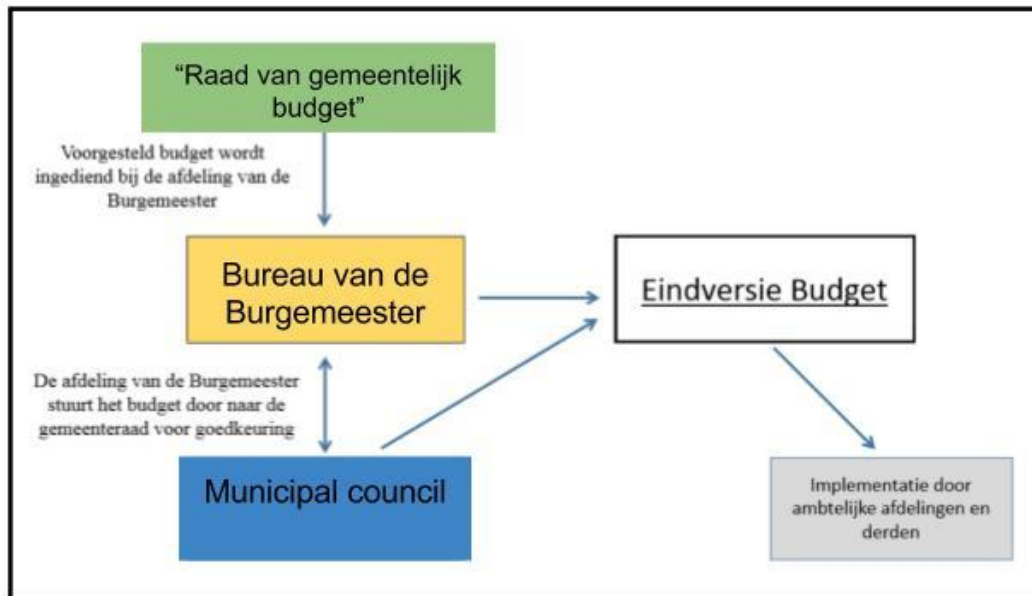 “Raad van gemeentelijk
budget”
Voorgesteld budget wordt
ingediend bij de afdeling van de
Burgemeester
Bureau van de
Burgemeester
Eindversie Budget
De afdeling van de Burgemeester
stuurt het budget door naar de
gemeenteraad voor goedkeuring
Municipal council
Implementatie door
ambtelijke afdelingen en
derden